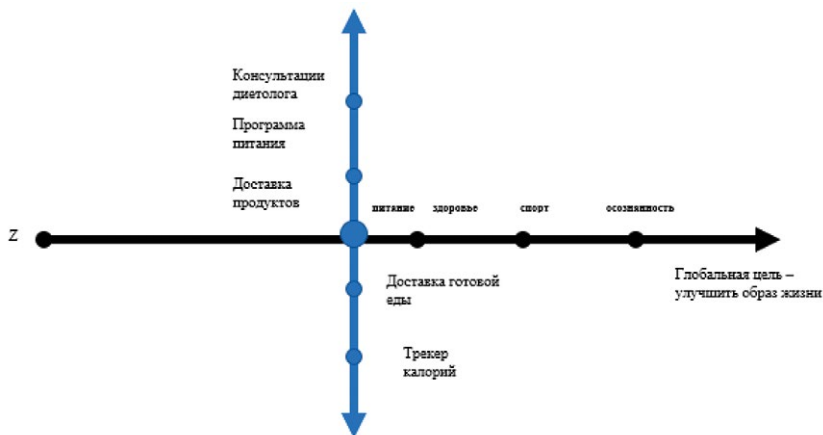 Консультации
диетолога
Программа
питания
Доставка
продуктов
питание здоровье спорт осознанность
Z
Глобальная цель –
улучшить образ жизни
Доставка готовой
еды
Трекер
калорий